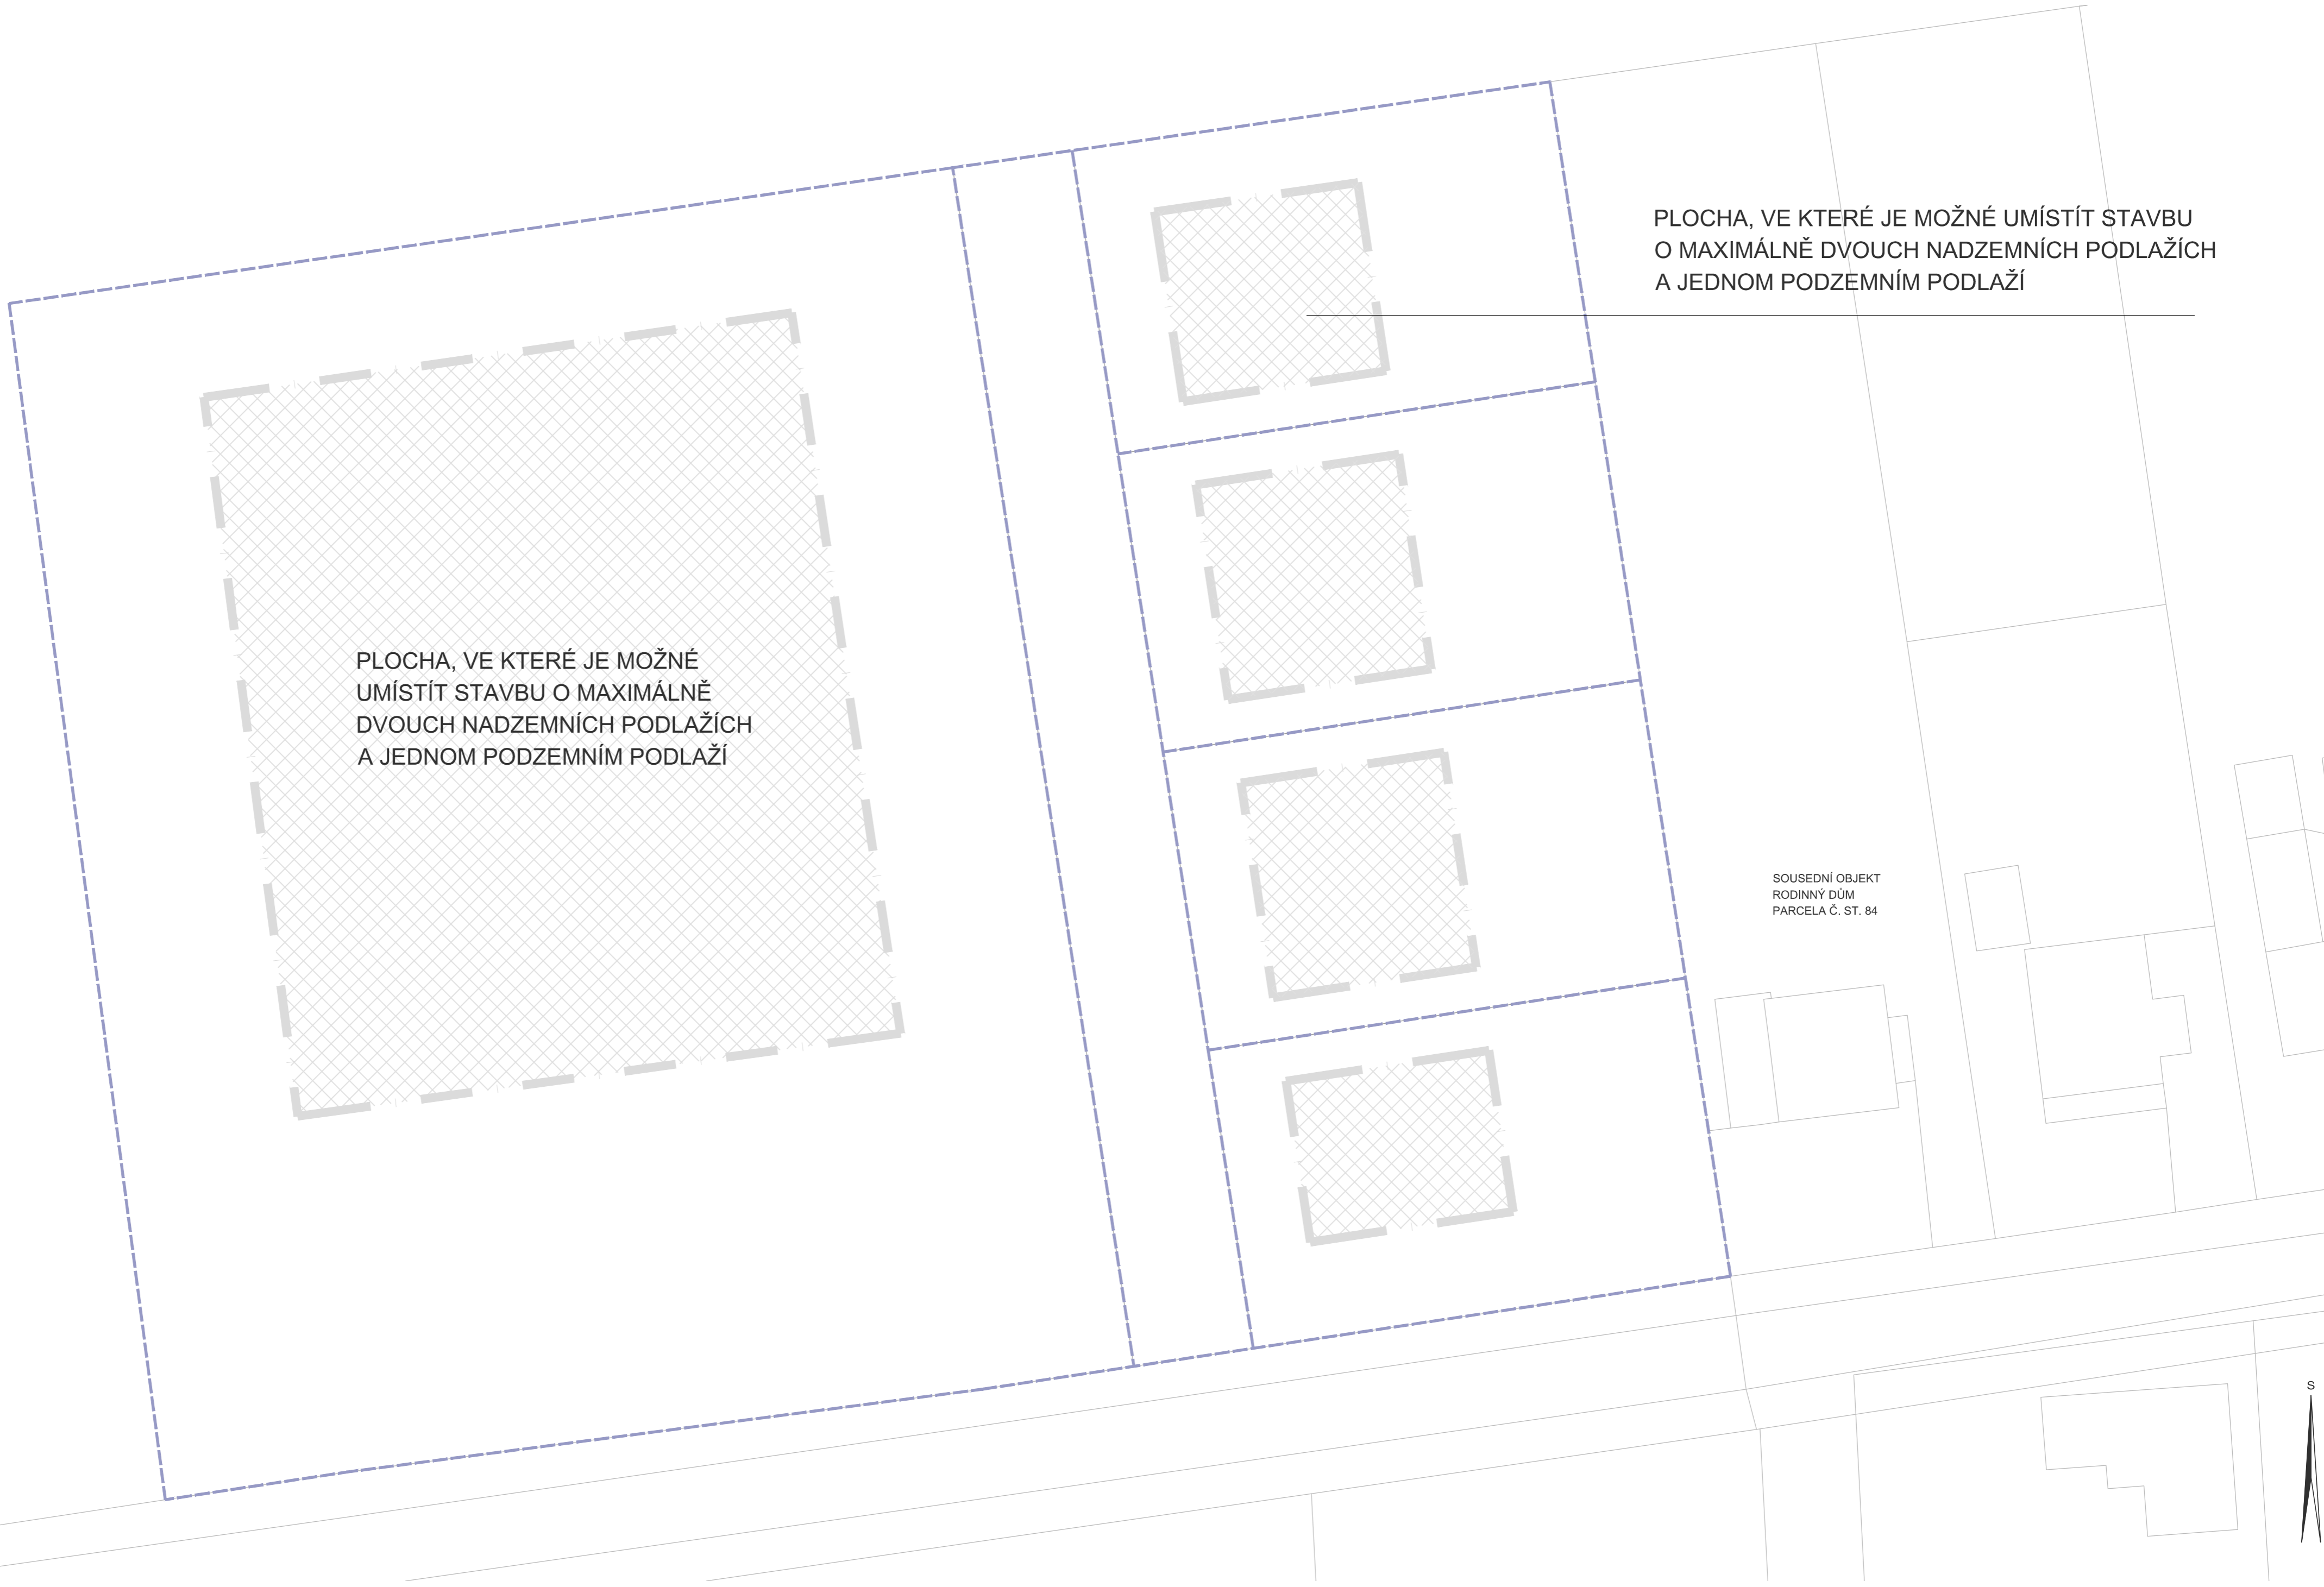 PLOCHA, VE KTERÉ JE MOŽNÉ UMÍSTÍT STAVBU
O MAXIMÁLNĚ DVOUCH NADZEMNÍCH PODLAŽÍCH
A JEDNOM PODZEMNÍM PODLAŽÍ
PLOCHA, VE KTERÉ JE MOŽNÉ
UMÍSTÍT STAVBU O MAXIMÁLNĚ
DVOUCH NADZEMNÍCH PODLAŽÍCH
A JEDNOM PODZEMNÍM PODLAŽÍ
SOUSEDNÍ OBJEKT
RODINNÝ DŮM
PARCELA Č. ST. 84
S